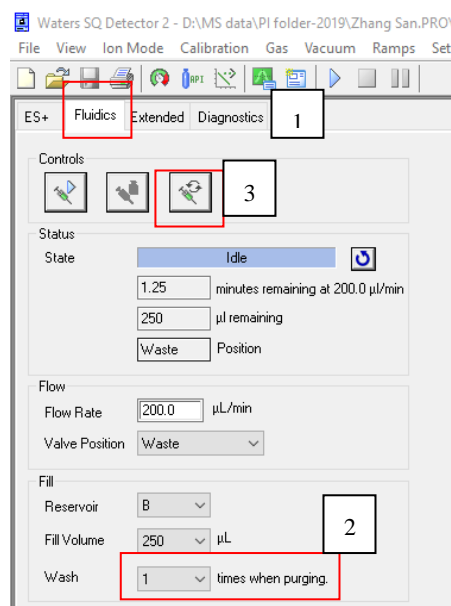 Waters SQ Detector 2 - D:\MS data\PI folder-2019\Zhang San.PRO\
File View Ion Mode Calibration Gas Vacuum Ramps Set
API
ES+ Fluidics Extended Diagnostics 1
Controls
3
Status
State Idle
1.25 minutes remaining at 200.0 µl/min
250 µl remaining
Waste Position
Flow
Flow Rate 200.0 µL/min
Valve Position Waste
Fill
Reservoir B
2
Fill Volume 250 µL
Wash 1 times when purging.